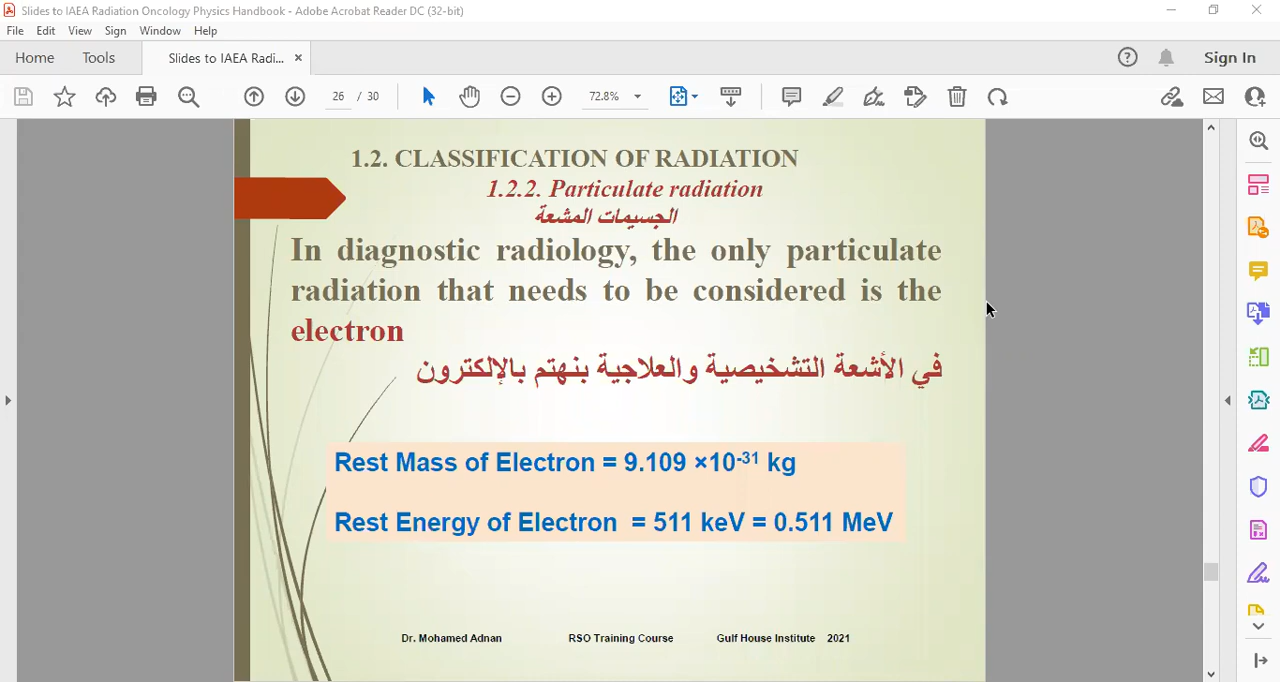 Slides to IAEA Radiation Oncology Physics Handbook - Adobe Acrobat Reader DC (32-bit)
File Edit View Sign Window Help
Home Tools Slides to IAEA Radi... × Sign In
26 / 30 72.8%
1.2. CLASSIFICATION OF RADIATION
1.2.2. Particulate radiation
الجسيمات المشعة
In diagnostic radiology, the only particulate
radiation that needs to be considered is the
electron
في الأشعة التشخيصية والعلاجية بنهتم بالإلكترون
Rest Mass of Electron = 9.109 ×10⁻³¹ kg
Rest Energy of Electron = 511 keV = 0.511 MeV
Dr. Mohamed Adnan RSO Training Course Gulf House Institute 2021